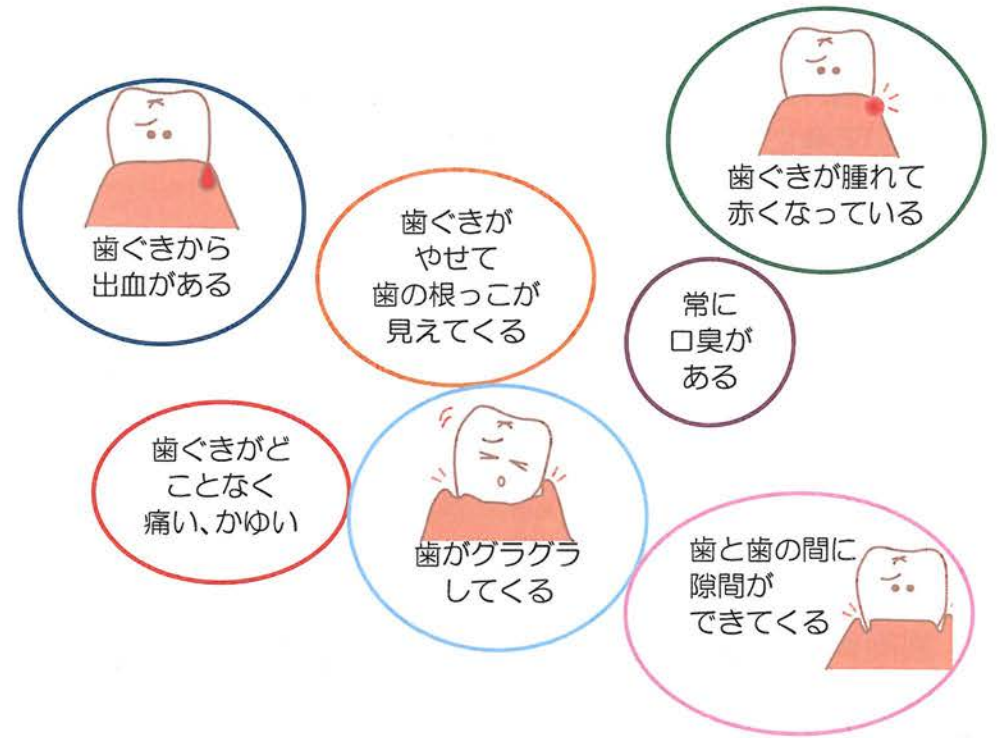 歯ぐきから
出血がある
歯ぐきが
やせて
歯の根っこが
見えてくる
歯ぐきが腫れて
赤くなっている
常に
口臭が
ある
歯ぐきがど
ことなく
痛い、かゆい
歯がグラグラ
してくる
歯と歯の間に
隙間が
できてくる